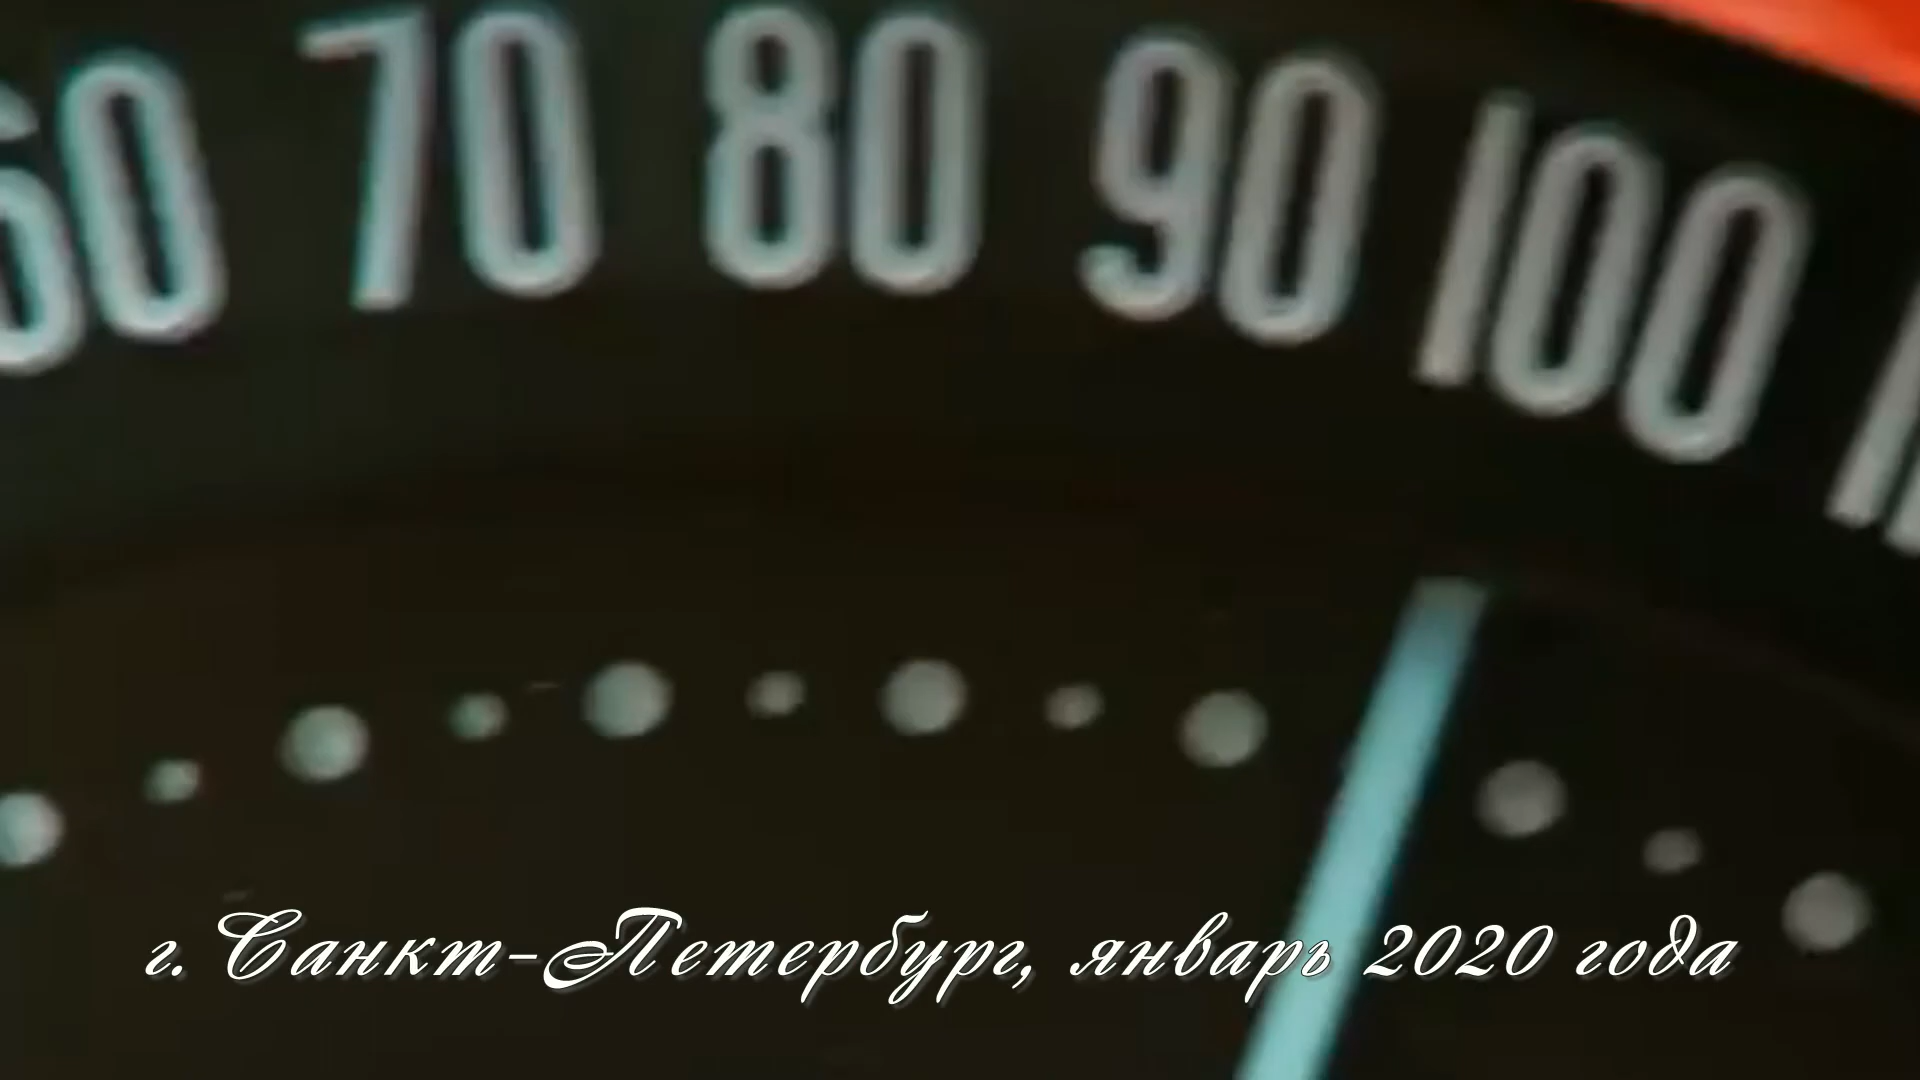 60 70 80 90 100
г. Санкт-Петербург, январь 2020 года